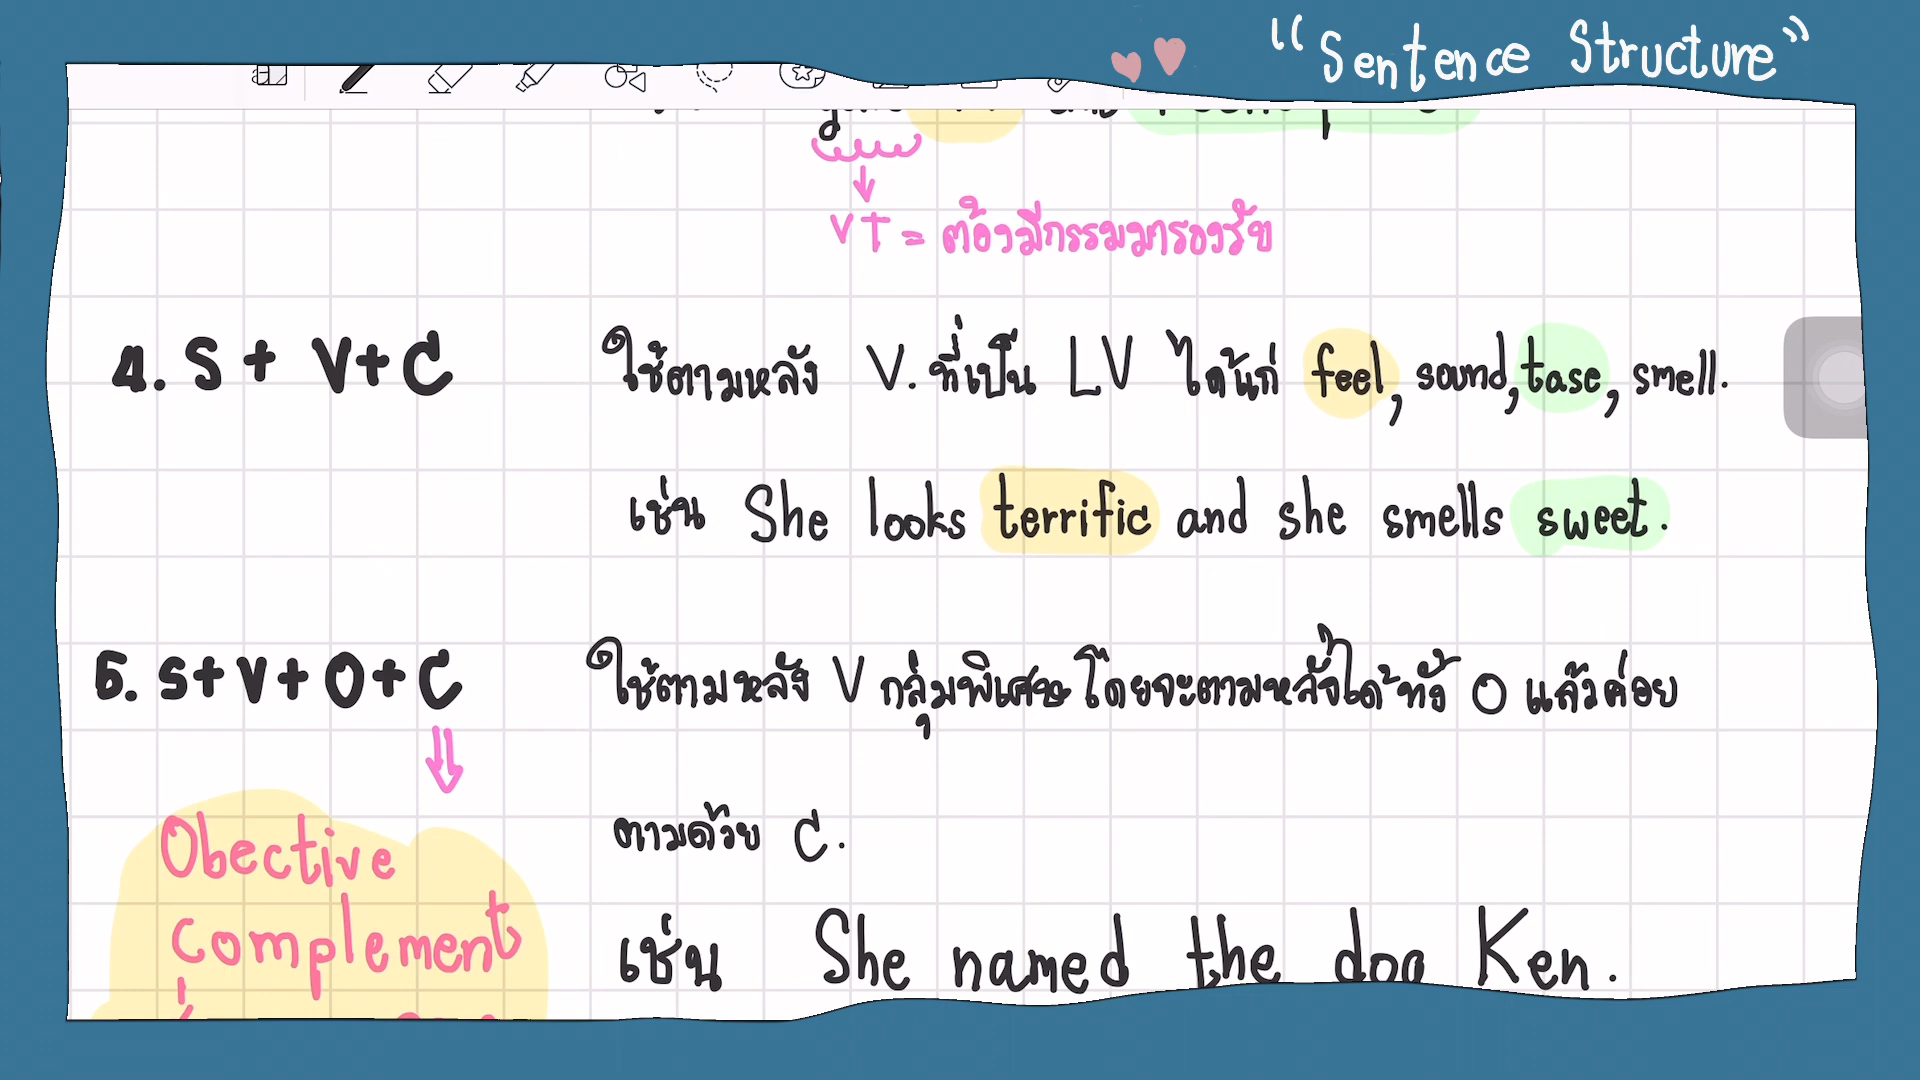 "Sentence Structure"
VT = ต้องมีกรรมมารองรับ
4. S + V + C ใช้ตามหลัง V. ที่เป็น LV ได้แก่ feel, sound, tase, smell.
เช่น She looks terrific and she smells sweet.
5. S + V + O + C ใช้ตามหลัง V กลุ่มพิเศษ โดยจะตามหลังได้ทั้ง O แล้วค่อย
ตามด้วย C.
Obective
complement
เช่น She named the dog Ken.